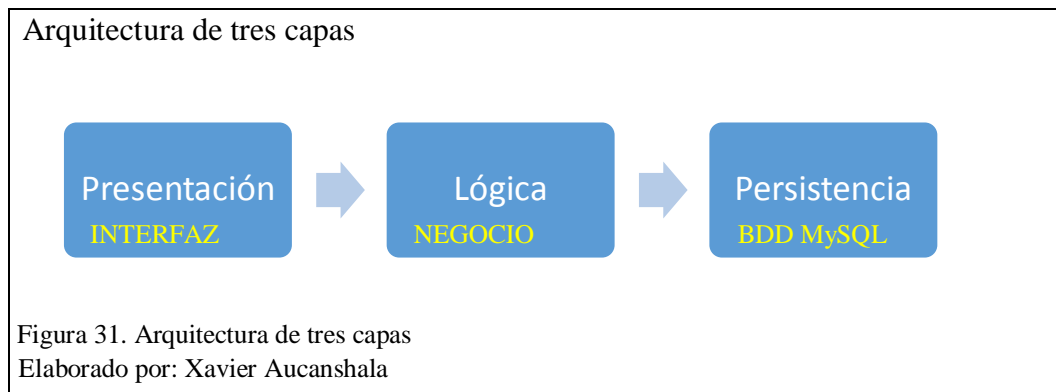 Arquitectura de tres capas
Presentación
INTERFAZ
Lógica
NEGOCIO
Persistencia
BDD MySQL
Figura 31. Arquitectura de tres capas
Elaborado por: Xavier Aucanshala